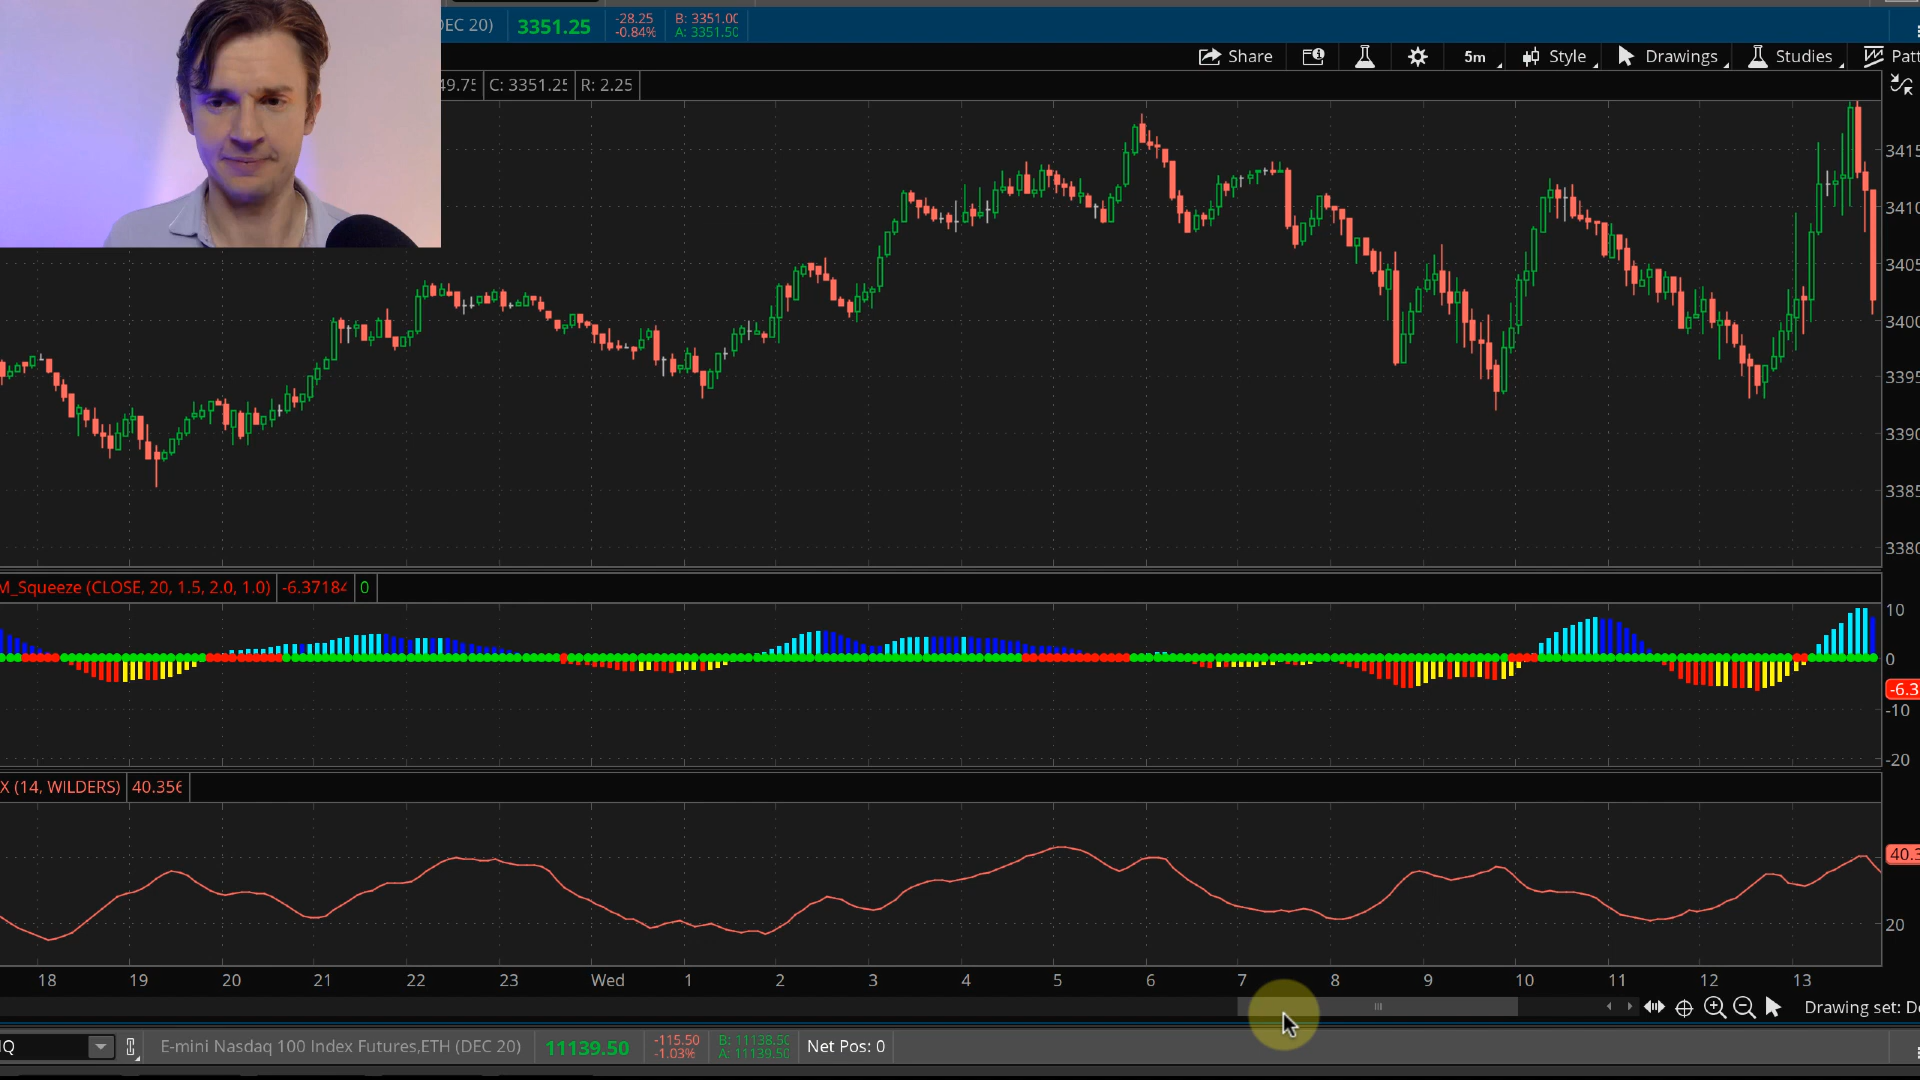 EC 20) 3351.25 -28.25 B: 3351.00
-0.84% A: 3351.50
Share 5m Style Drawings Studies Patt
49.75 C: 3351.25 R: 2.25
3415
3410
3405
3400
3395
3390
3385
3380
M_Squeeze (CLOSE, 20, 1.5, 2.0, 1.0) -6.37184 0
10
0
-6.3
-10
-20
X (14, WILDERS) 40.356
40.3
20
18 19 20 21 22 23 Wed 1 2 3 4 5 6 7 8 9 10 11 12 13
Drawing set: De
IQ E-mini Nasdaq 100 Index Futures,ETH (DEC 20) 11139.50 -115.50 B: 11138.50 Net Pos: 0
-1.03% A: 11139.50